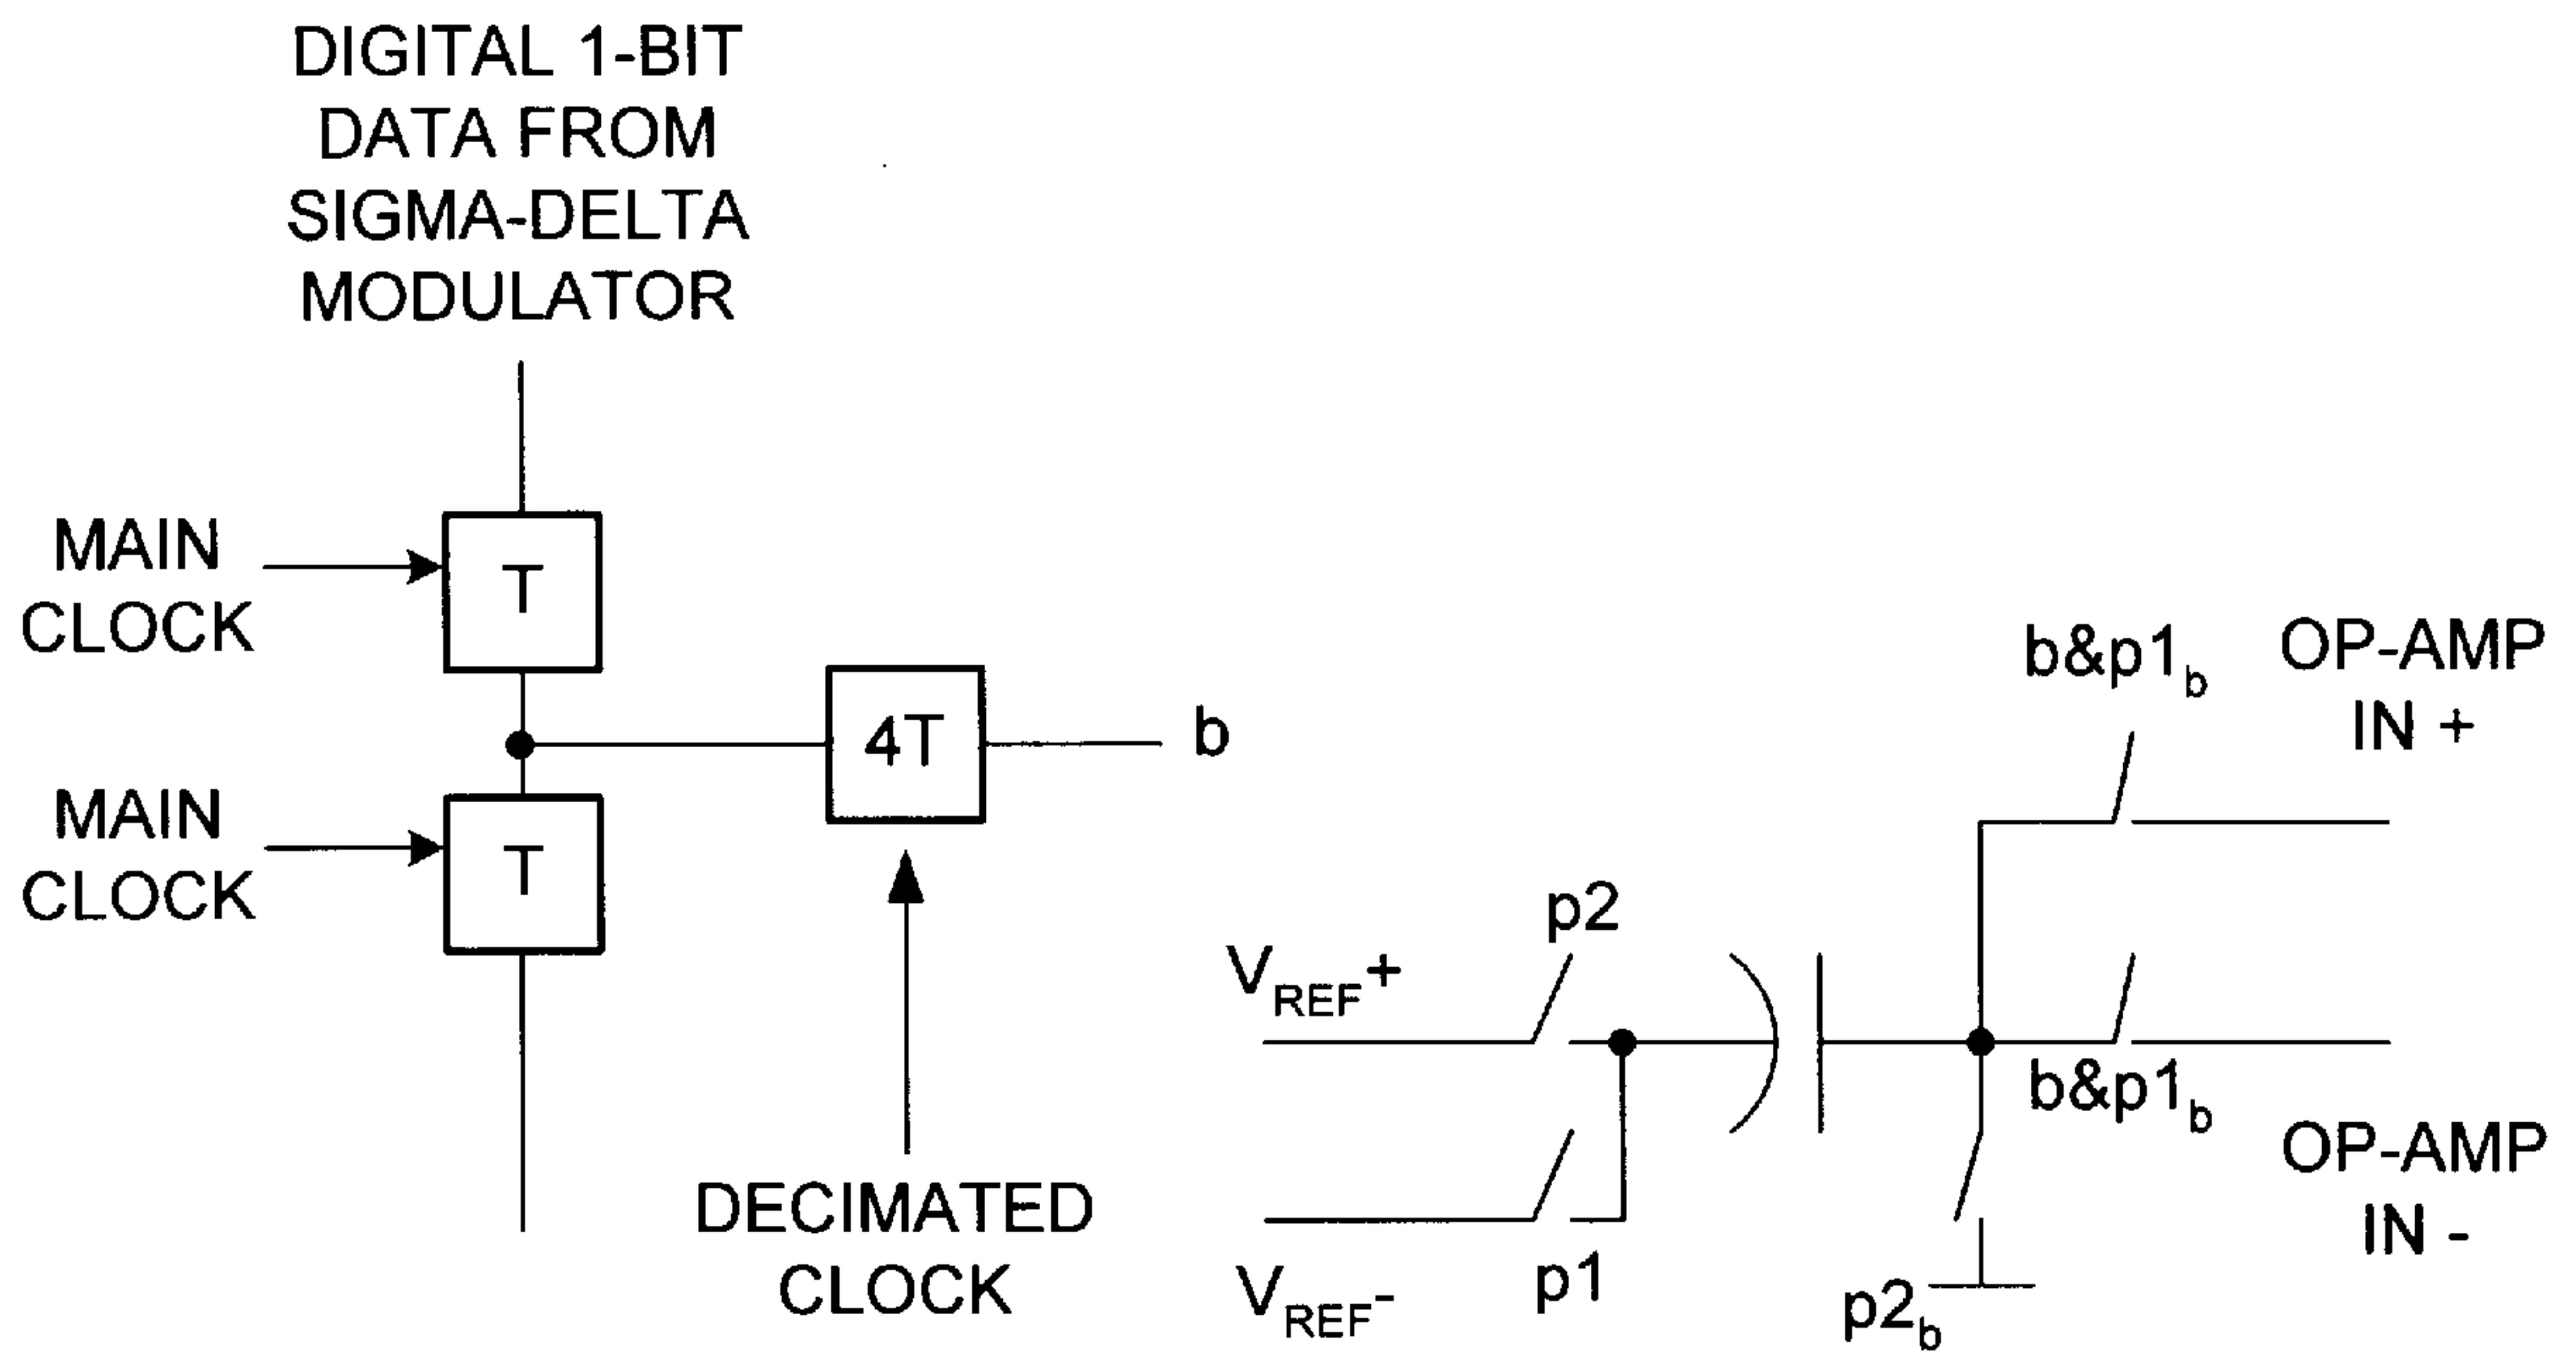 DIGITAL 1-BIT
DATA FROM
SIGMA-DELTA
MODULATOR
MAIN
CLOCK
T
MAIN
CLOCK
T
4T
b
DECIMATED
CLOCK
b&p1b
OP-AMP
IN +
p2
VREF+
b&p1b
OP-AMP
IN -
VREF-
p1
p2b